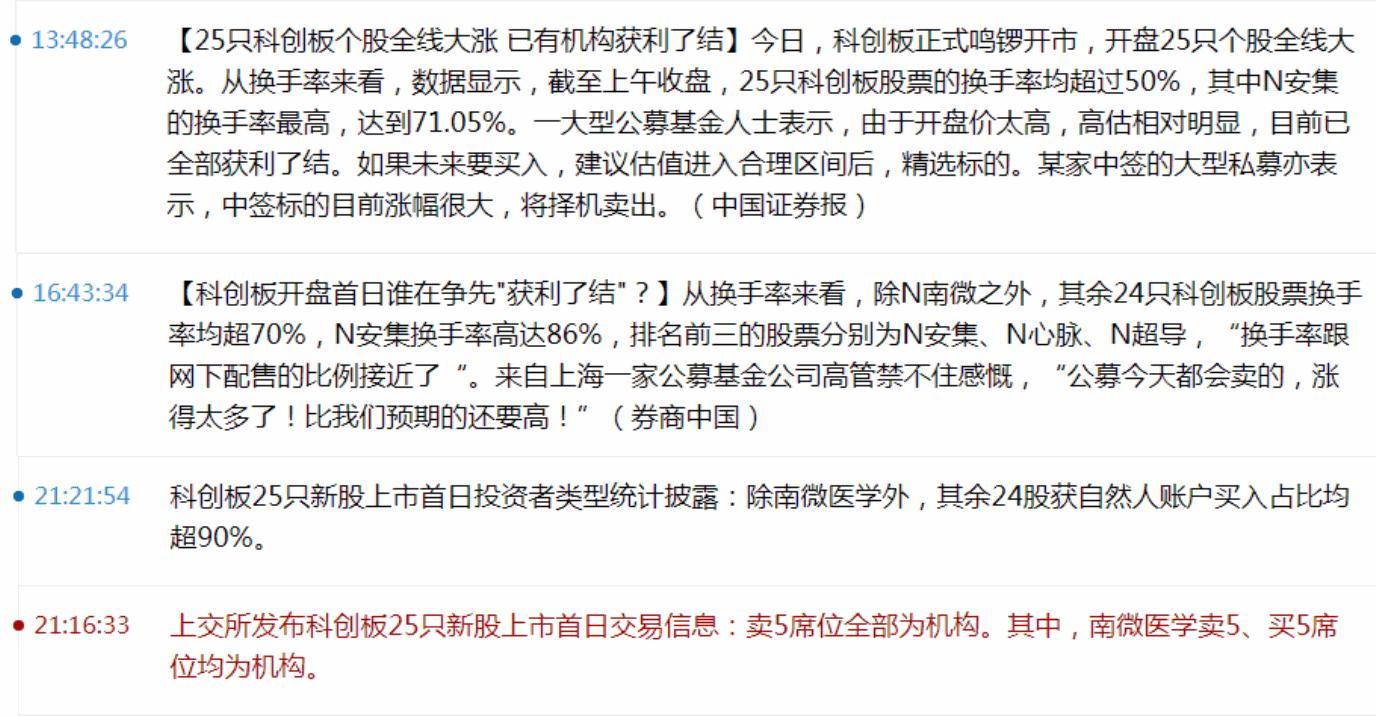 13:48:26
【25只科创板个股全线大涨 已有机构获利了结】今日，科创板正式鸣锣开市，开盘25只个股全线大
涨。从换手率来看，数据显示，截至上午收盘，25只科创板股票的换手率均超过50%，其中N安集
的换手率最高，达到71.05%。一大型公募基金人士表示，由于开盘价太高，高估相对明显，目前已
全部获利了结。如果未来要买入，建议估值进入合理区间后，精选标的。某家中签的大型私募亦表
示，中签标的目前涨幅很大，将择机卖出。（中国证券报）
16:43:34
【科创板开盘首日谁在争先"获利了结"？】从换手率来看，除N南微之外，其余24只科创板股票换手
率均超70%，N安集换手率高达86%，排名前三的股票分别为N安集、N心脉、N超导，“换手率跟
网下配售的比例接近了“。来自上海一家公募基金公司高管禁不住感慨，“公募今天都会卖的，涨
得太多了！比我们预期的还要高！”（券商中国）
21:21:54
科创板25只新股上市首日投资者类型统计披露：除南微医学外，其余24股获自然人账户买入占比均
超90%。
21:16:33
上交所发布科创板25只新股上市首日交易信息：卖5席位全部为机构。其中，南微医学卖5、买5席
位均为机构。